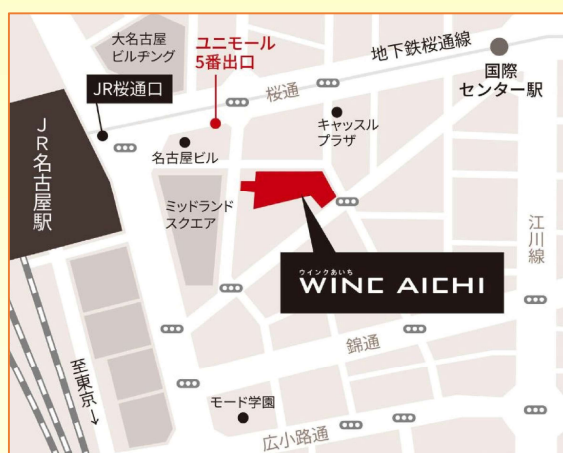 大名古屋
ビルヂング
ユニモール
5番出口
地下鉄桜通線
国際
センター駅
JR桜通口
桜通
キャッスル
プラザ
JR名古屋駅
名古屋ビル
ミッドランド
スクエア
江川線
ウインクあいち
WINC AICHI
錦通
至東京→
モード学園
広小路通